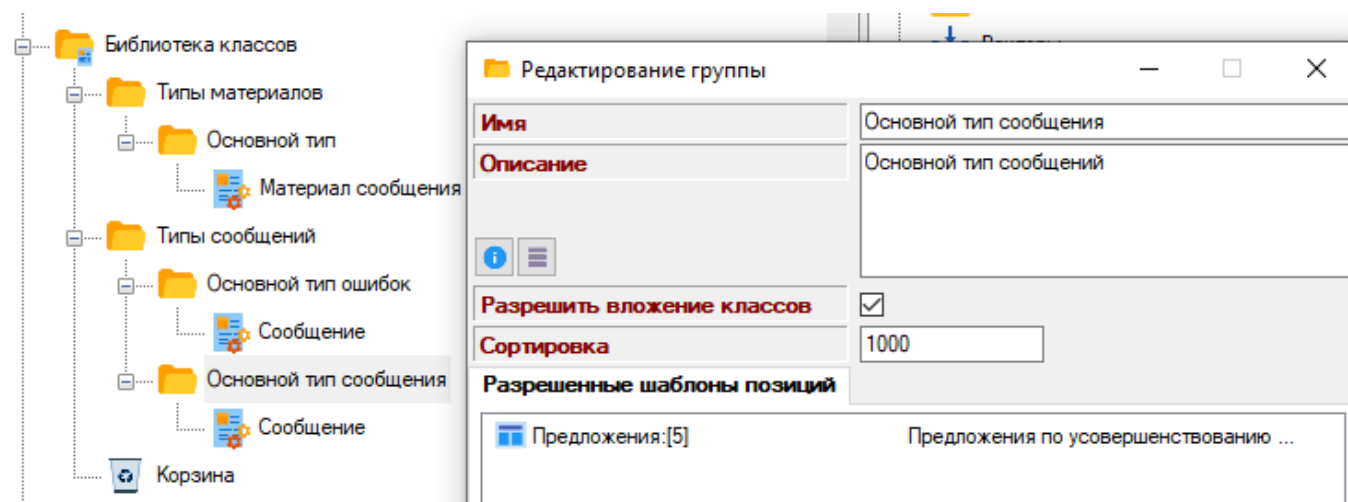 Библиотека классов
Типы материалов
Основной тип
Материал сообщения
Типы сообщений
Основной тип ошибок
Сообщение
Основной тип сообщения
Сообщение
Корзина
Редактирование группы
Имя
Основной тип сообщения
Описание
Основной тип сообщений
Разрешить вложение классов
Сортировка
1000
Разрешенные шаблоны позиций
Предложения:[5]
Предложения по усовершенствованию ...